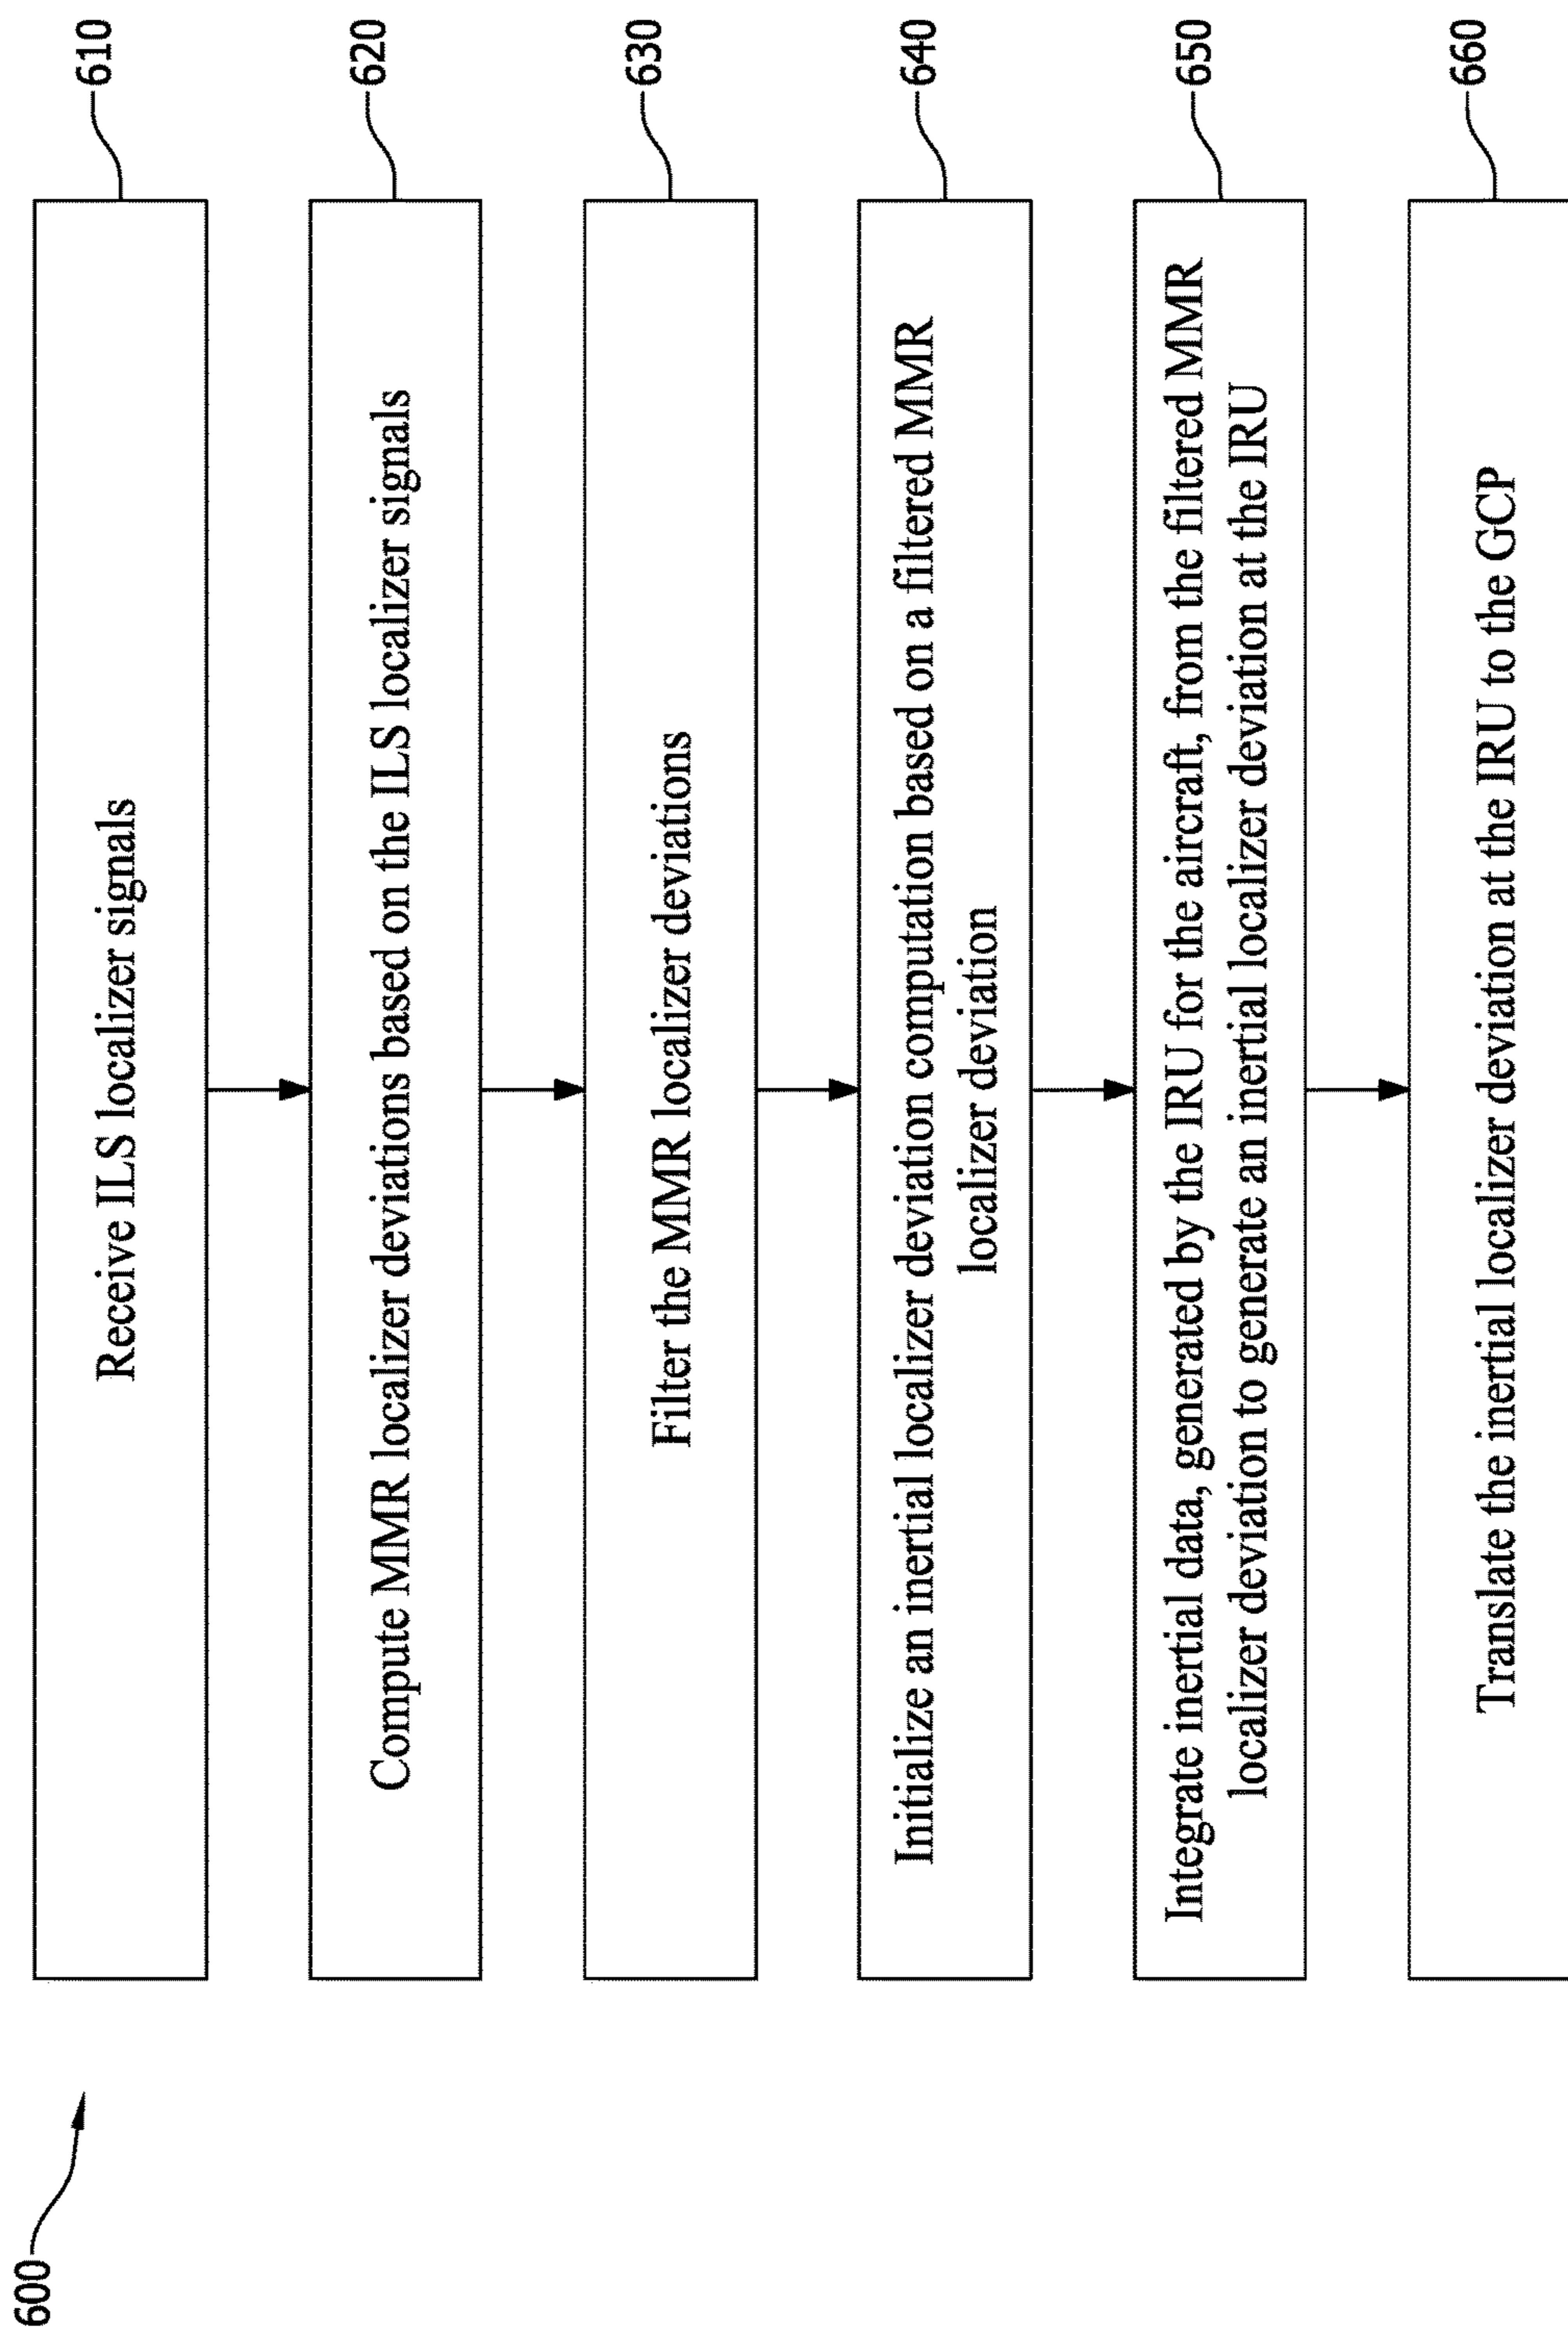 600
Receive ILS localizer signals
610
Compute MMR localizer deviations based on the ILS localizer signals
620
Filter the MMR localizer deviations
630
Initialize an inertial localizer deviation computation based on a filtered MMR
localizer deviation
640
Integrate inertial data, generated by the IRU for the aircraft, from the filtered MMR
localizer deviation to generate an inertial localizer deviation at the IRU
650
Translate the inertial localizer deviation at the IRU to the GCP
660